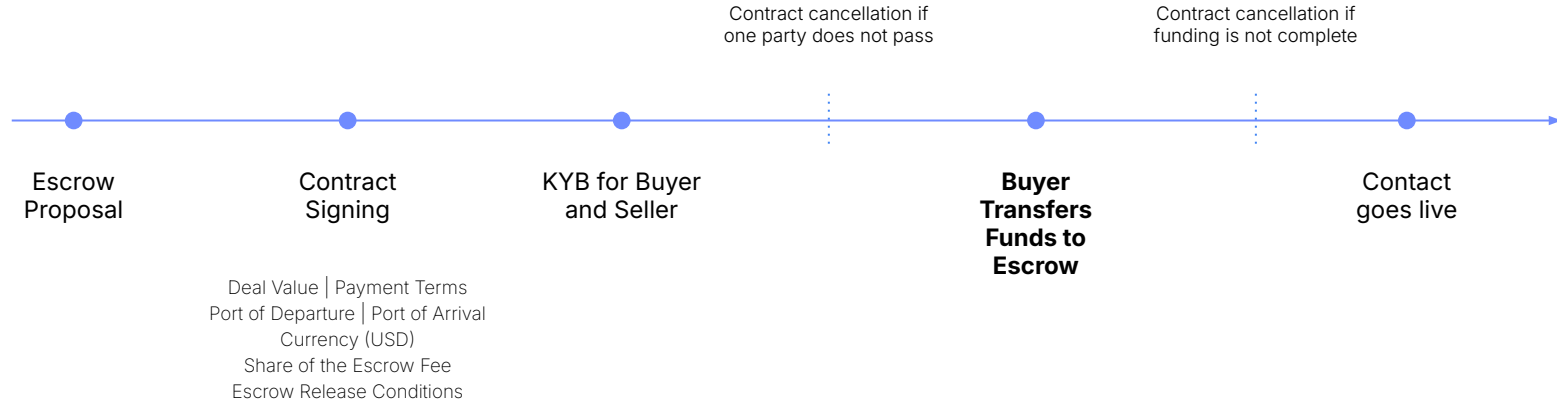 Contract cancellation if
one party does not pass
Contract cancellation if
funding is not complete
Escrow
Proposal
Contract
Signing
KYB for Buyer
and Seller
Buyer
Transfers
Funds to
Escrow
Contact
goes live
Deal Value | Payment Terms
Port of Departure | Port of Arrival
Currency (USD)
Share of the Escrow Fee
Escrow Release Conditions